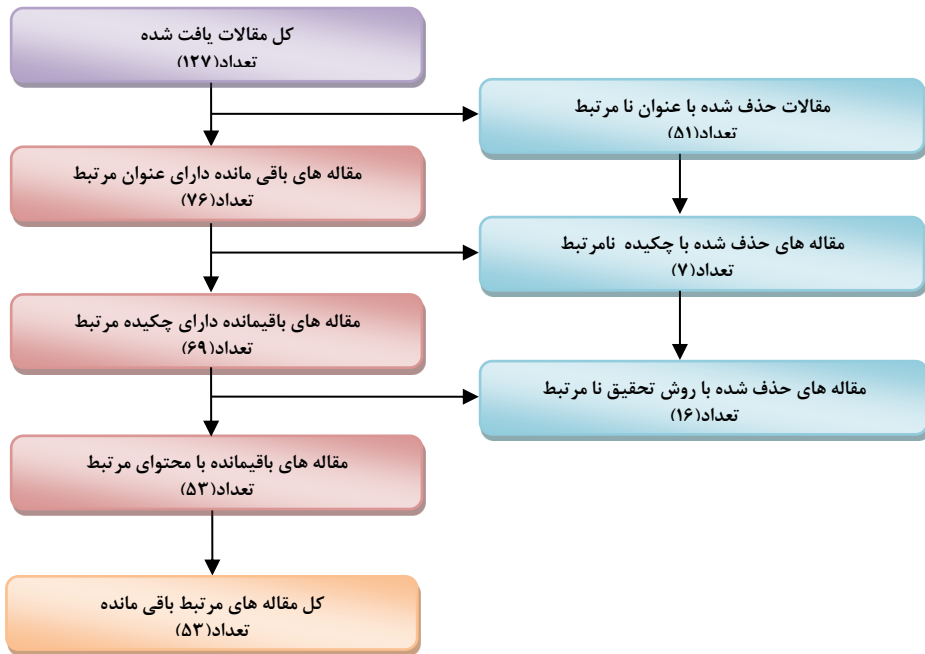 کل مقالات یافت شده
تعداد(۱۲۷)
مقالات حذف شده با عنوان نا مرتبط
تعداد(۵۱)
مقاله های باقی مانده دارای عنوان مرتبط
تعداد(۷۶)
مقاله های حذف شده با چکیده نامرتبط
تعداد(۷)
مقاله های باقیمانده دارای چکیده مرتبط
تعداد(۶۹)
مقاله های حذف شده با روش تحقیق نا مرتبط
تعداد(۱۶)
مقاله های باقیمانده با محتوای مرتبط
تعداد(۵۳)
کل مقاله های مرتبط باقی مانده
تعداد(۵۳)